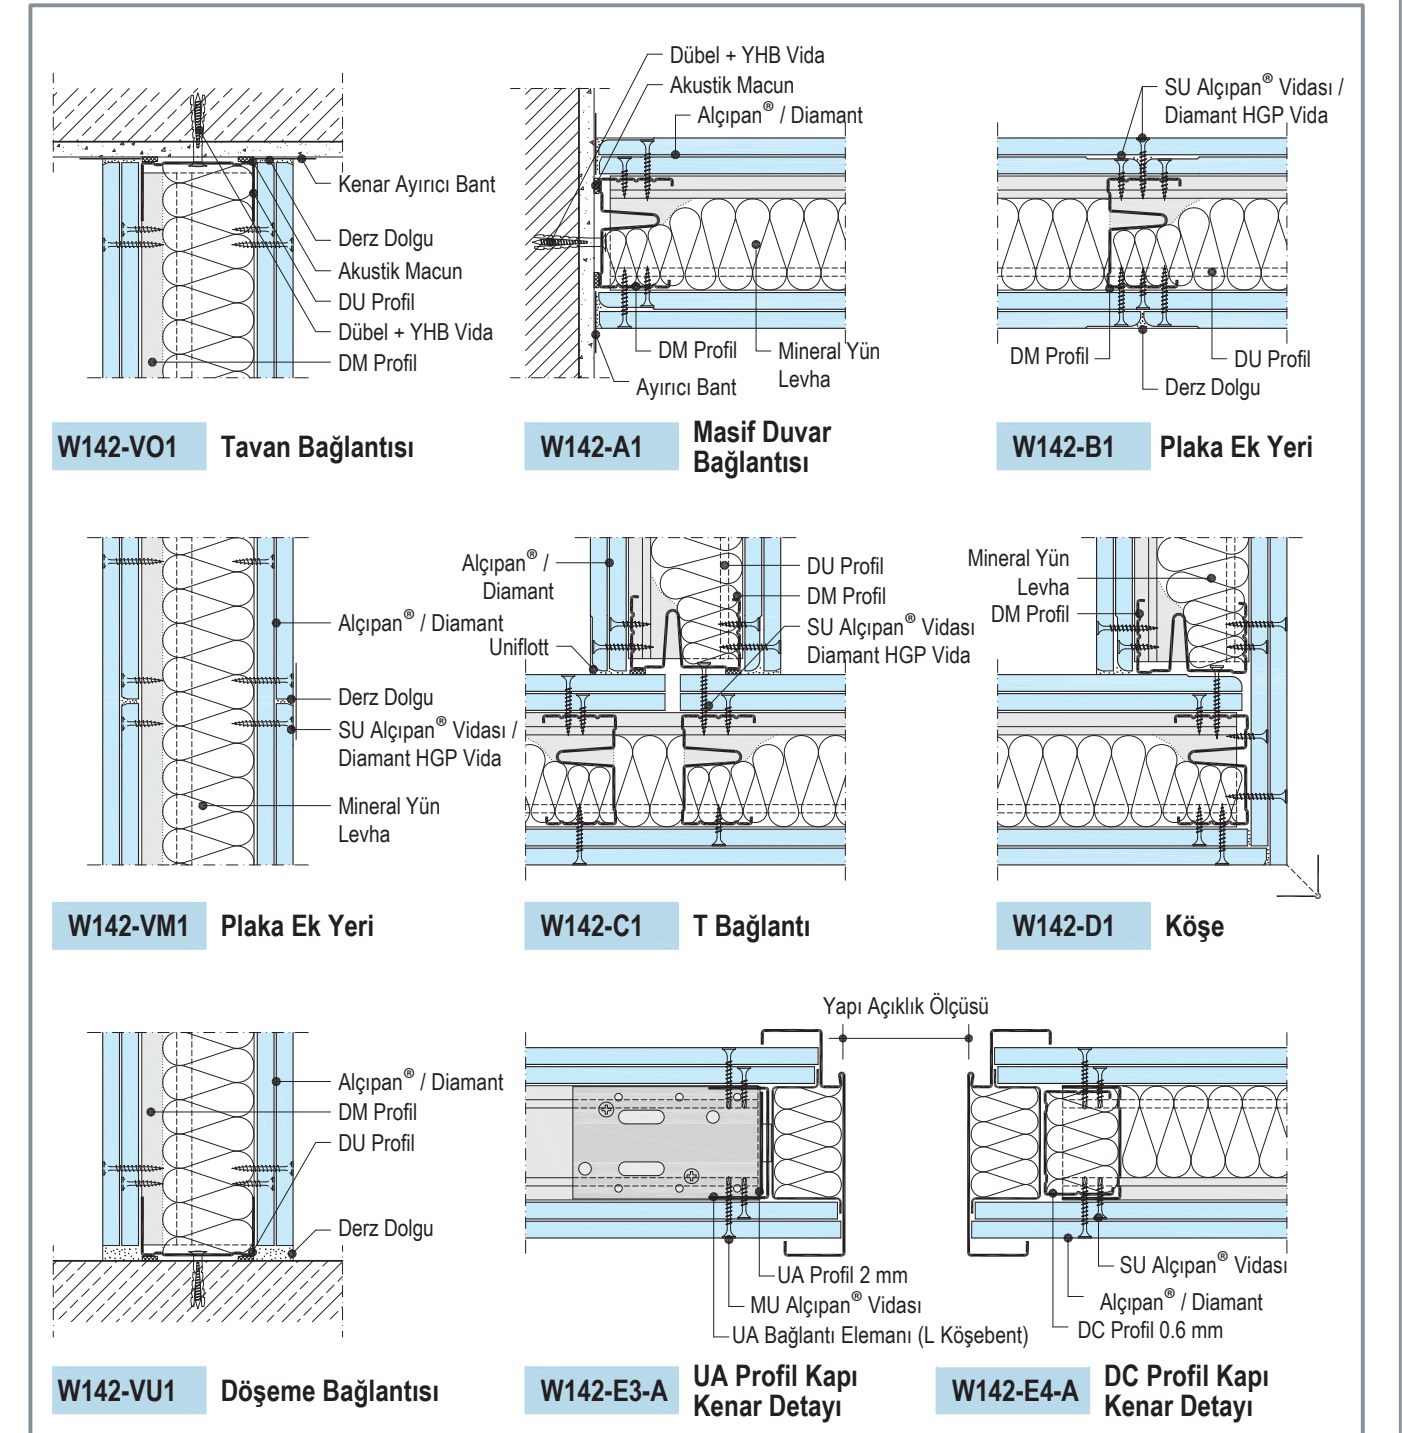 Kenar Ayırıcı Bant
Derz Dolgu
Akustik Macun
DU Profil
Dübel + YHB Vida
DM Profil
W142-VO1
Tavan Bağlantısı
Dübel + YHB Vida
Akustik Macun
Alçıpan® / Diamant
DM Profil
Mineral Yün
Levha
Ayırıcı Bant
W142-A1
Masif Duvar
Bağlantısı
SU Alçıpan® Vidası /
Diamant HGP Vida
DM Profil
DU Profil
Derz Dolgu
W142-B1
Plaka Ek Yeri
Alçıpan® / Diamant
Derz Dolgu
SU Alçıpan® Vidası /
Diamant HGP Vida
Mineral Yün
Levha
W142-VM1
Plaka Ek Yeri
Alçıpan® /
Diamant
Uniflott
DU Profil
DM Profil
SU Alçıpan® Vidası
Diamant HGP Vida
W142-C1
T Bağlantı
Mineral Yün
Levha
DM Profil
W142-D1
Köşe
Alçıpan® / Diamant
DM Profil
DU Profil
Derz Dolgu
W142-VU1
Döşeme Bağlantısı
Yapı Açıklık Ölçüsü
UA Profil 2 mm
MU Alçıpan® Vidası
UA Bağlantı Elemanı (L Köşebent)
W142-E3-A
UA Profil Kapı
Kenar Detayı
SU Alçıpan® Vidası
Alçıpan® / Diamant
DC Profil 0.6 mm
W142-E4-A
DC Profil Kapı
Kenar Detayı